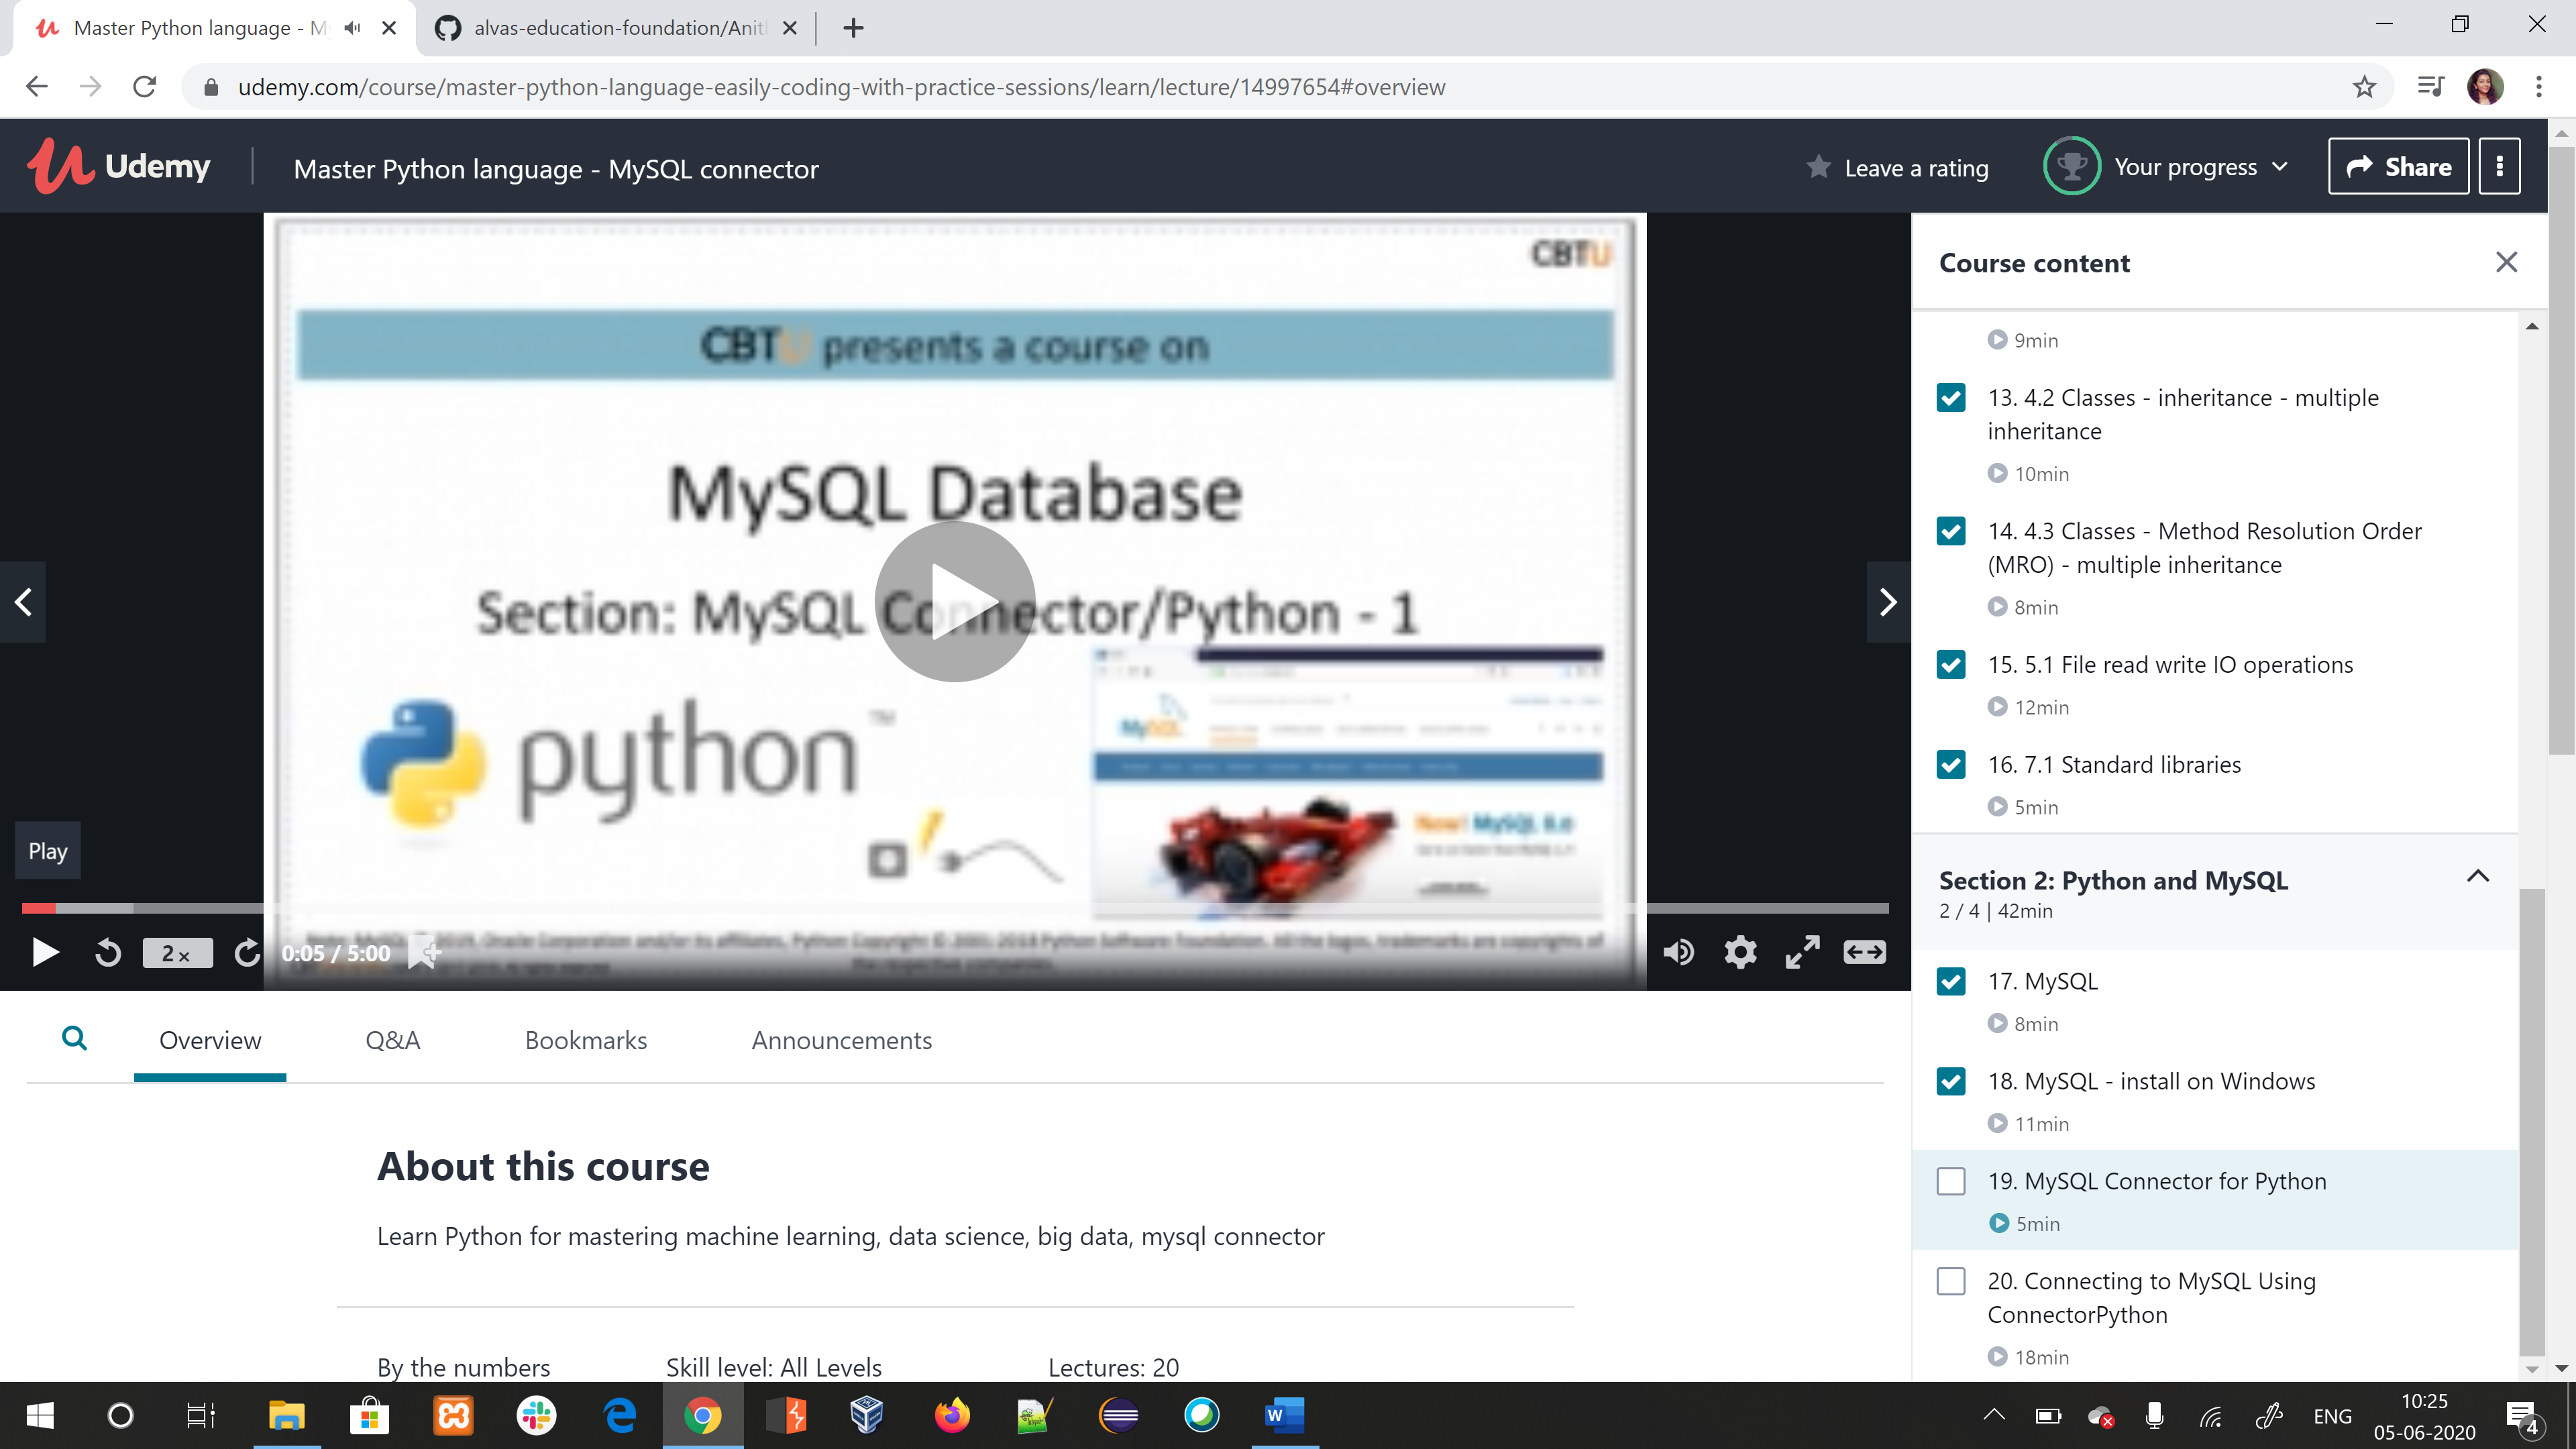 Master Python language - M
alvas-education-foundation/Anit
udemy.com/course/master-python-language-easily-coding-with-practice-sessions/learn/lecture/14997654#overview
Udemy
Master Python language - MySQL connector
Leave a rating
Your progress
Share
CBTU
CBTU presents a course on
MySQL Database
Section: MySQL Connector/Python - 1
python
TM
MySQL
New! MySQL 8.0
Play
2x
0:05 / 5:00
Course content
9min
13. 4.2 Classes - inheritance - multiple
inheritance
10min
14. 4.3 Classes - Method Resolution Order
(MRO) - multiple inheritance
8min
15. 5.1 File read write IO operations
12min
16. 7.1 Standard libraries
5min
Section 2: Python and MySQL
2 / 4 | 42min
17. MySQL
8min
18. MySQL - install on Windows
11min
19. MySQL Connector for Python
5min
20. Connecting to MySQL Using
ConnectorPython
18min
Overview
Q&A
Bookmarks
Announcements
About this course
Learn Python for mastering machine learning, data science, big data, mysql connector
By the numbers
Skill level: All Levels
Lectures: 20
ENG
10:25
05-06-2020
4